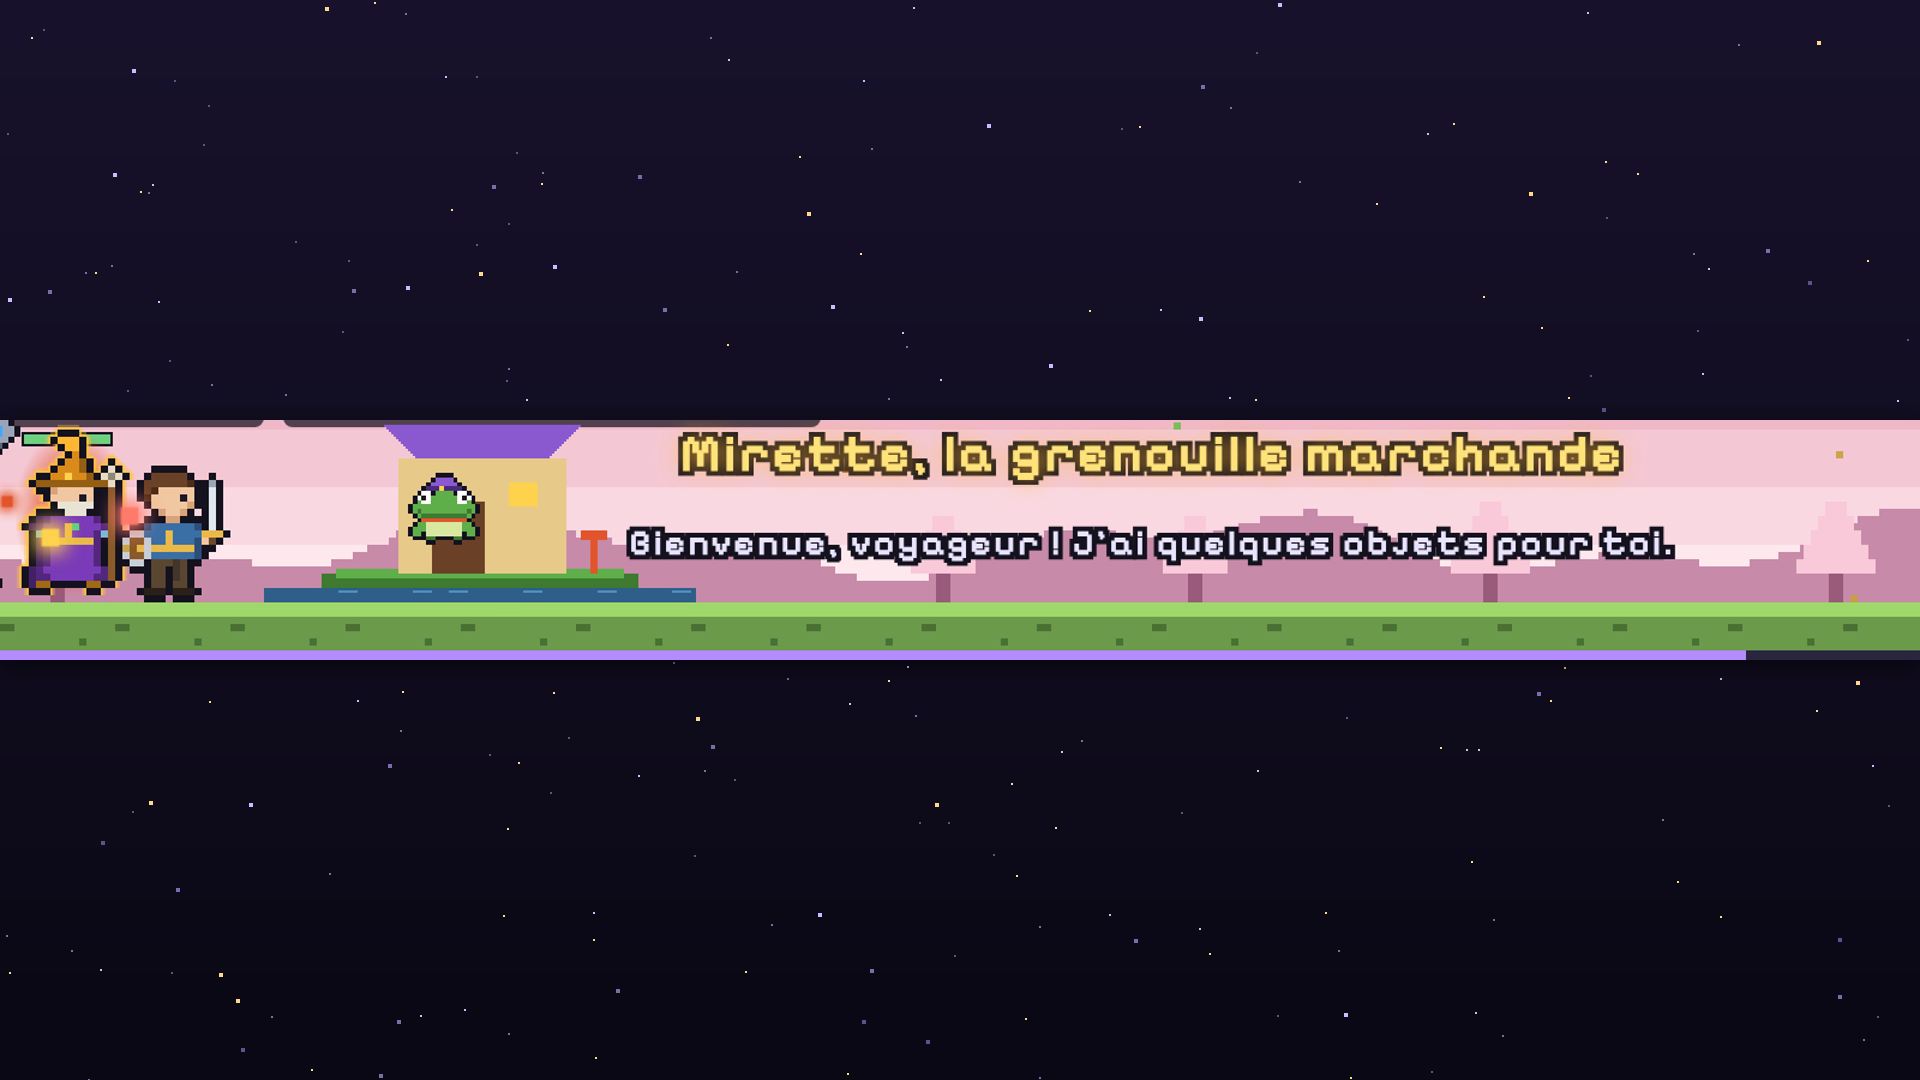 Mirette, la grenouille marchande
Bienvenue, voyageur ! J'ai quelques objets pour toi.